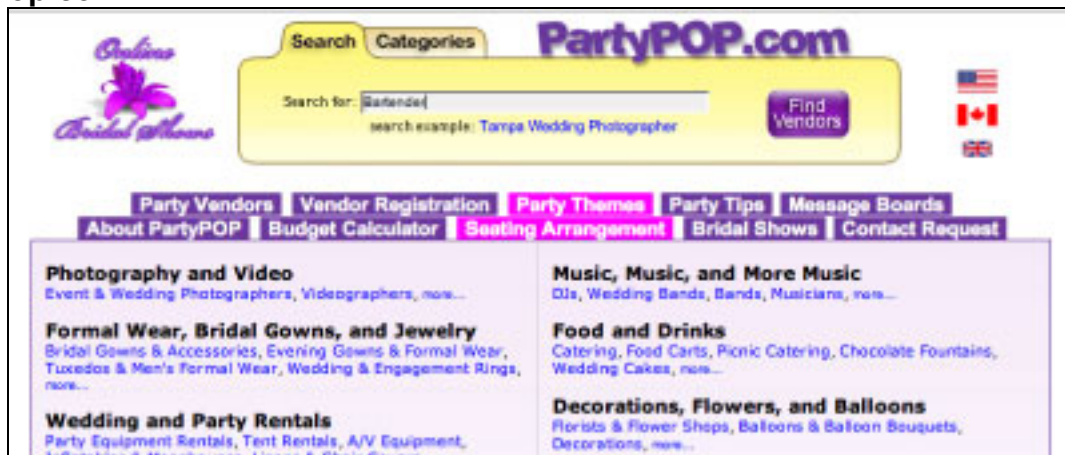 Online
Bridal Shows
Search Categories
PartyPOP.com
Search for: Bartender
search example: Tampa Wedding Photographer
Find
Vendors
Party Vendors Vendor Registration Party Themes Party Tips Message Boards
About PartyPOP Budget Calculator Seating Arrangement Bridal Shows Contact Request
Photography and Video
Event & Wedding Photographers, Videographers, more...
Formal Wear, Bridal Gowns, and Jewelry
Bridal Gowns & Accessories, Evening Gowns & Formal Wear,
Tuxedos & Men's Formal Wear, Wedding & Engagement Rings,
more...
Wedding and Party Rentals
Party Equipment Rentals, Tent Rentals, A/V Equipment,
Music, Music, and More Music
DJs, Wedding Bands, Bands, Musicians, more...
Food and Drinks
Catering, Food Carts, Picnic Catering, Chocolate Fountains,
Wedding Cakes, more...
Decorations, Flowers, and Balloons
Florists & Flower Shops, Balloons & Balloon Bouquets,
Decorations, more...